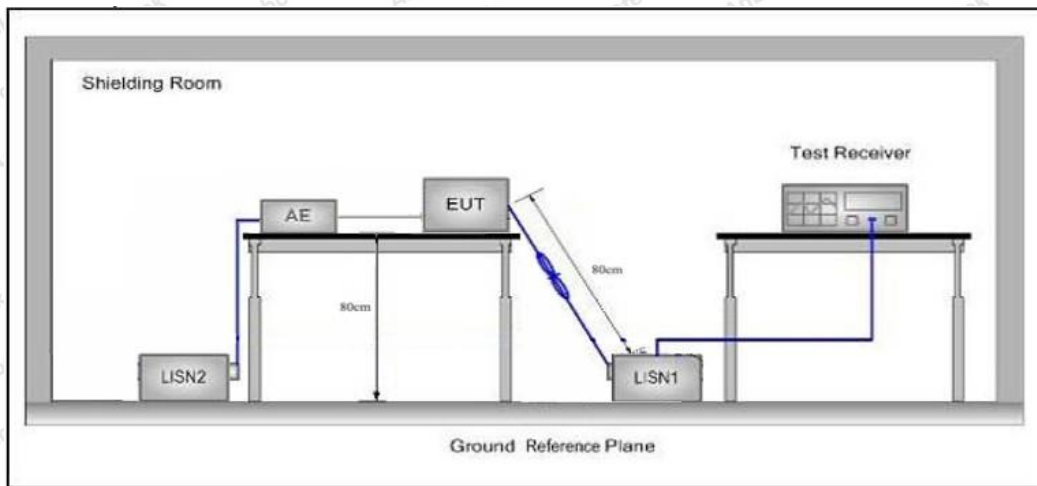 Shielding Room
Test Receiver
AE
EUT
80cm
80cm
LISN2
LISN1
Ground Reference Plane